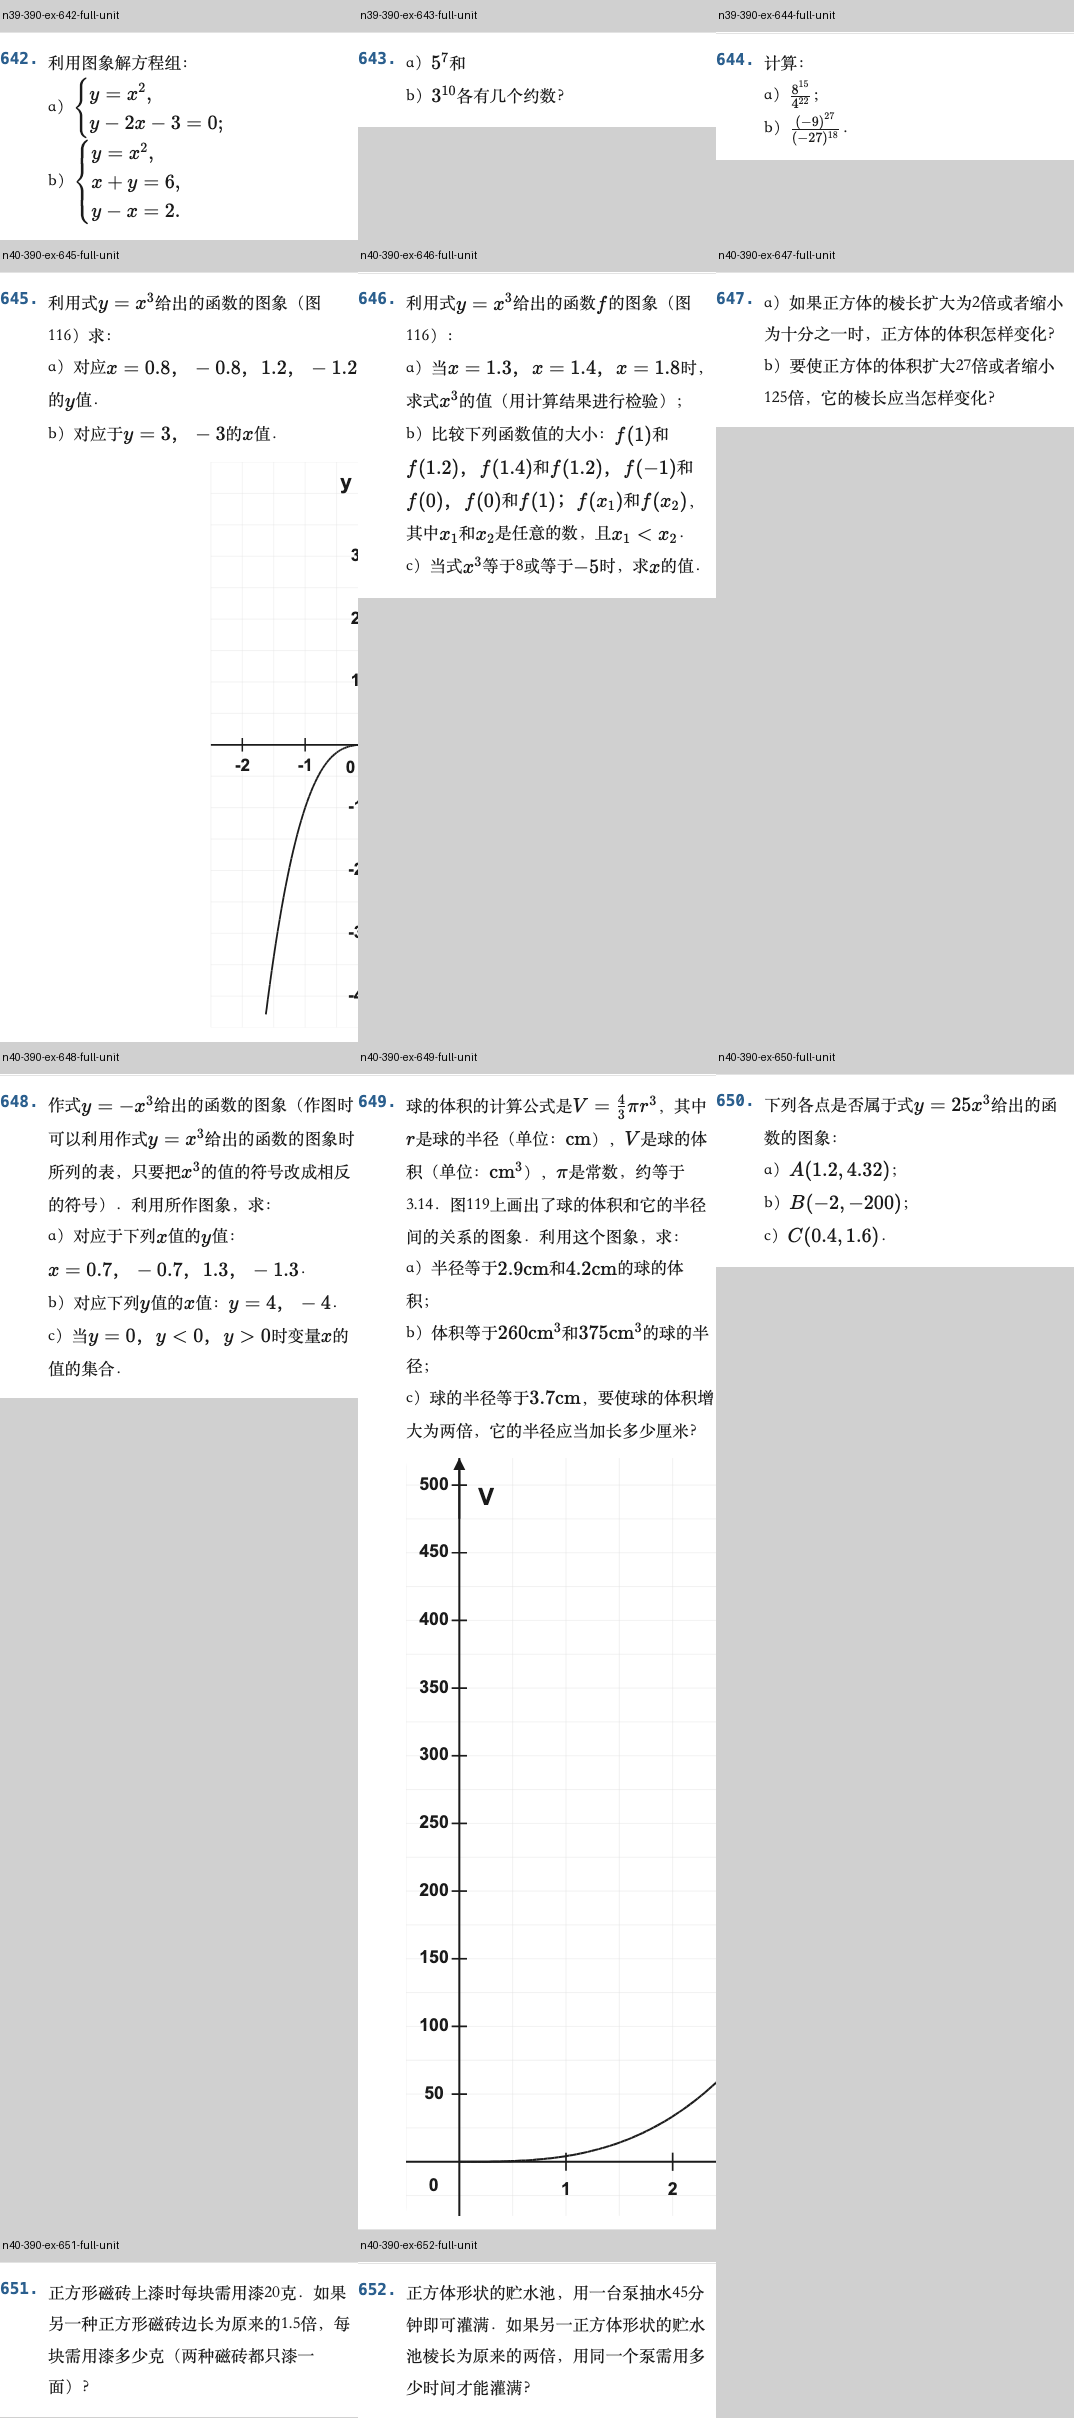 n39-390-ex-642-full-unit
642. 利用图象解方程组：
a) { y = x²,
y − 2x − 3 = 0;
b) { y = x²,
x + y = 6,
y − x = 2.
n39-390-ex-643-full-unit
643. a) 5⁷和
b) 3¹⁰各有几个约数?
n39-390-ex-644-full-unit
644. 计算：
a) 8¹⁵/4²²；
b) (−9)²⁷/(−27)¹⁸.
n40-390-ex-645-full-unit
645. 利用式y = x³给出的函数的图象（图
116）求：
a) 对应x = 0.8, −0.8, 1.2, −1.2
的y值.
b) 对应于y = 3, −3的x值.
y
3
2
1
-2 -1 0
-1
-2
-3
-4
n40-390-ex-646-full-unit
646. 利用式y = x³给出的函数f的图象（图
116）：
a) 当x = 1.3, x = 1.4, x = 1.8时,
求式x³的值（用计算结果进行检验）；
b) 比较下列函数值的大小：f(1)和
f(1.2), f(1.4)和f(1.2), f(−1)和
f(0), f(0)和f(1); f(x₁)和f(x₂),
其中x₁和x₂是任意的数, 且x₁ < x₂.
c) 当式x³等于8或等于−5时, 求x的值.
n40-390-ex-647-full-unit
647. a) 如果正方体的棱长扩大为2倍或者缩小
为十分之一时, 正方体的体积怎样变化?
b) 要使正方体的体积扩大27倍或者缩小
125倍, 它的棱长应当怎样变化?
n40-390-ex-648-full-unit
648. 作式y = −x³给出的函数的图象（作图时
可以利用作式y = x³给出的函数的图象时
所列的表, 只要把x³的值的符号改成相反
的符号）. 利用所作图象, 求：
a) 对应于下列x值的y值：
x = 0.7, −0.7, 1.3, −1.3.
b) 对应下列y值的x值：y = 4, −4.
c) 当y = 0, y < 0, y > 0时变量x的
值的集合.
n40-390-ex-649-full-unit
649. 球的体积的计算公式是V = 4/3πr³, 其中
r是球的半径（单位：cm）, V是球的体
积（单位：cm³）, π是常数, 约等于
3.14. 图119上画出了球的体积和它的半径
间的关系的图象. 利用这个图象, 求：
a) 半径等于2.9cm和4.2cm的球的体
积；
b) 体积等于260cm³和375cm³的球的半
径；
c) 球的半径等于3.7cm, 要使球的体积增
大为两倍, 它的半径应当加长多少厘米?
V
500
450
400
350
300
250
200
150
100
50
0 1 2
n40-390-ex-650-full-unit
650. 下列各点是否属于式y = 25x³给出的函
数的图象：
a) A(1.2, 4.32);
b) B(−2, −200);
c) C(0.4, 1.6).
n40-390-ex-651-full-unit
651. 正方形磁砖上漆时每块需用漆20克. 如果
另一种正方形磁砖边长为原来的1.5倍, 每
块需用漆多少克（两种磁砖都只漆一
面）?
n40-390-ex-652-full-unit
652. 正方体形状的贮水池, 用一台泵抽水45分
钟即可灌满. 如果另一正方体形状的贮水
池棱长为原来的两倍, 用同一个泵需用多
少时间才能灌满?